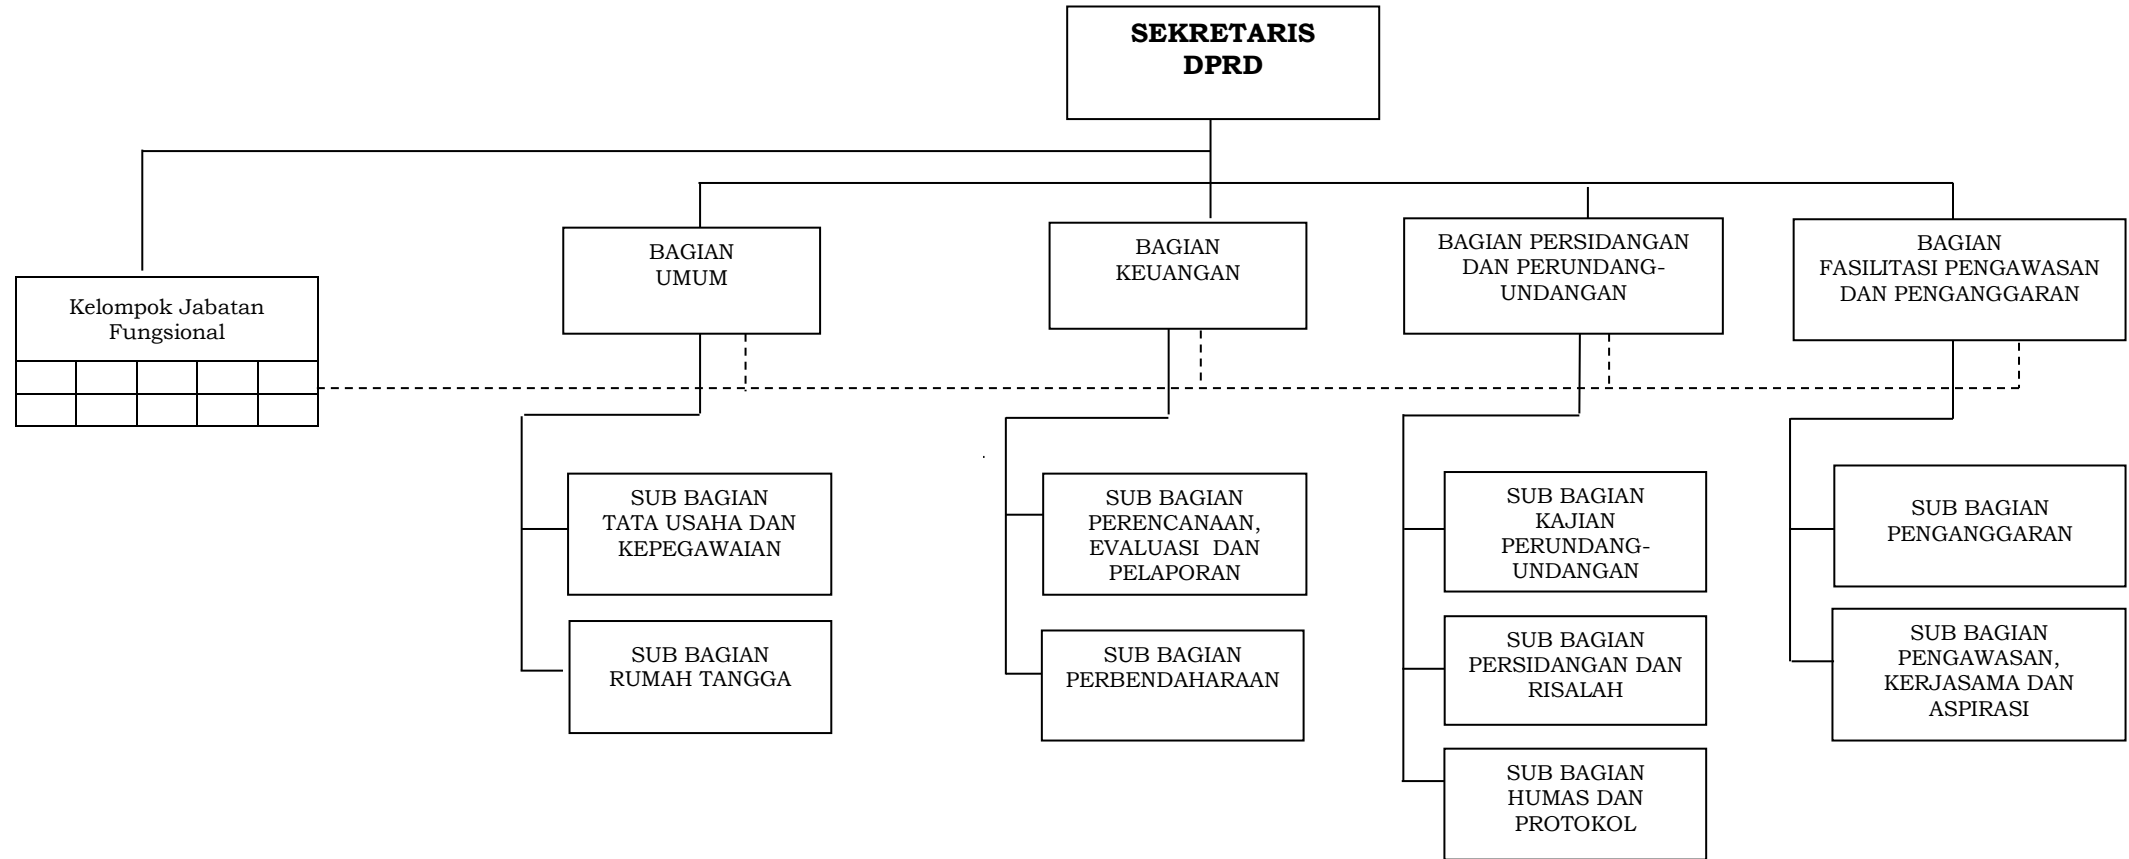 SEKRETARIS
DPRD
Kelompok Jabatan
Fungsional
BAGIAN
UMUM
BAGIAN
KEUANGAN
BAGIAN PERSIDANGAN
DAN PERUNDANG-
UNDANGAN
BAGIAN
FASILITASI PENGAWASAN
DAN PENGANGGARAN
SUB BAGIAN
TATA USAHA DAN
KEPEGAWAIAN
SUB BAGIAN
RUMAH TANGGA
SUB BAGIAN
PERENCANAAN,
EVALUASI DAN
PELAPORAN
SUB BAGIAN
PERBENDAHARAAN
SUB BAGIAN
KAJIAN
PERUNDANG-
UNDANGAN
SUB BAGIAN
PERSIDANGAN DAN
RISALAH
SUB BAGIAN
HUMAS DAN
PROTOKOL
SUB BAGIAN
PENGANGGARAN
SUB BAGIAN
PENGAWASAN,
KERJASAMA DAN
ASPIRASI